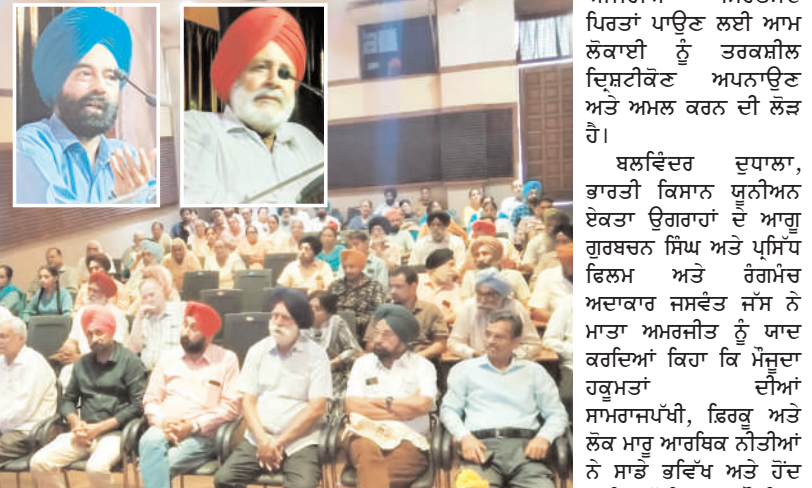 ਪਿਰਤਾਂ ਪਾਉਣ ਲਈ ਆਮ
ਲੋਕਾਈ ਨੂੰ ਤਰਕਸ਼ੀਲ
ਦ੍ਰਿਸ਼ਟੀਕੋਣ ਅਪਨਾਉਣ
ਅਤੇ ਅਮਲ ਕਰਨ ਦੀ ਲੋੜ
ਹੈ।
ਬਲਵਿੰਦਰ ਦੁਧਾਲਾ,
ਭਾਰਤੀ ਕਿਸਾਨ ਯੂਨੀਅਨ
ਏਕਤਾ ਉਗਰਾਹਾਂ ਦੇ ਆਗੂ
ਗੁਰਬਚਨ ਸਿੰਘ ਅਤੇ ਪ੍ਰਸਿੱਧ
ਫਿਲਮ ਅਤੇ ਰੰਗਮੰਚ
ਅਦਾਕਾਰ ਜਸਵੰਤ ਜੱਸ ਨੇ
ਮਾਤਾ ਅਮਰਜੀਤ ਨੂੰ ਯਾਦ
ਕਰਦਿਆਂ ਕਿਹਾ ਕਿ ਮੌਜੂਦਾ
ਹਕੂਮਤਾਂ ਦੀਆਂ
ਸਾਮਰਾਜਪੱਖੀ, ਫ਼ਿਰਕੂ ਅਤੇ
ਲੋਕ ਮਾਰੂ ਆਰਥਿਕ ਨੀਤੀਆਂ
ਨੇ ਸਾਡੇ ਭਵਿੱਖ ਅਤੇ ਹੋਂਦ